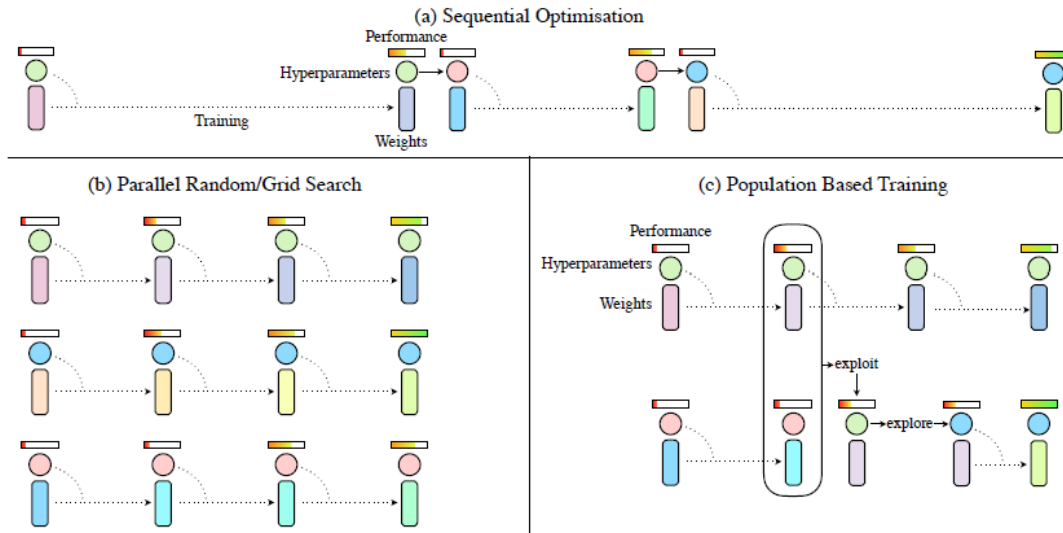 (a) Sequential Optimisation
Performance
Hyperparameters
Training
Weights
(b) Parallel Random/Grid Search
(c) Population Based Training
Performance
Hyperparameters
Weights
exploit
explore